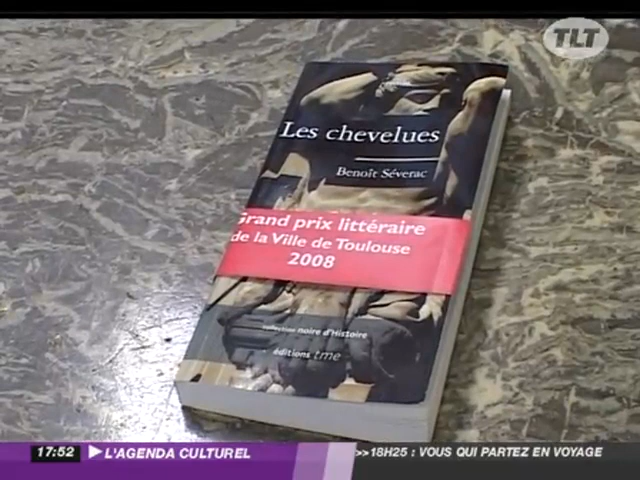 TLT
Les chevelues
Benoît Séverac
Grand prix littéraire
de la Ville de Toulouse
2008
collection noire d'Histoire
éditions tme
17:52 L'AGENDA CULTUREL >>18H25 : VOUS QUI PARTEZ EN VOYAGE